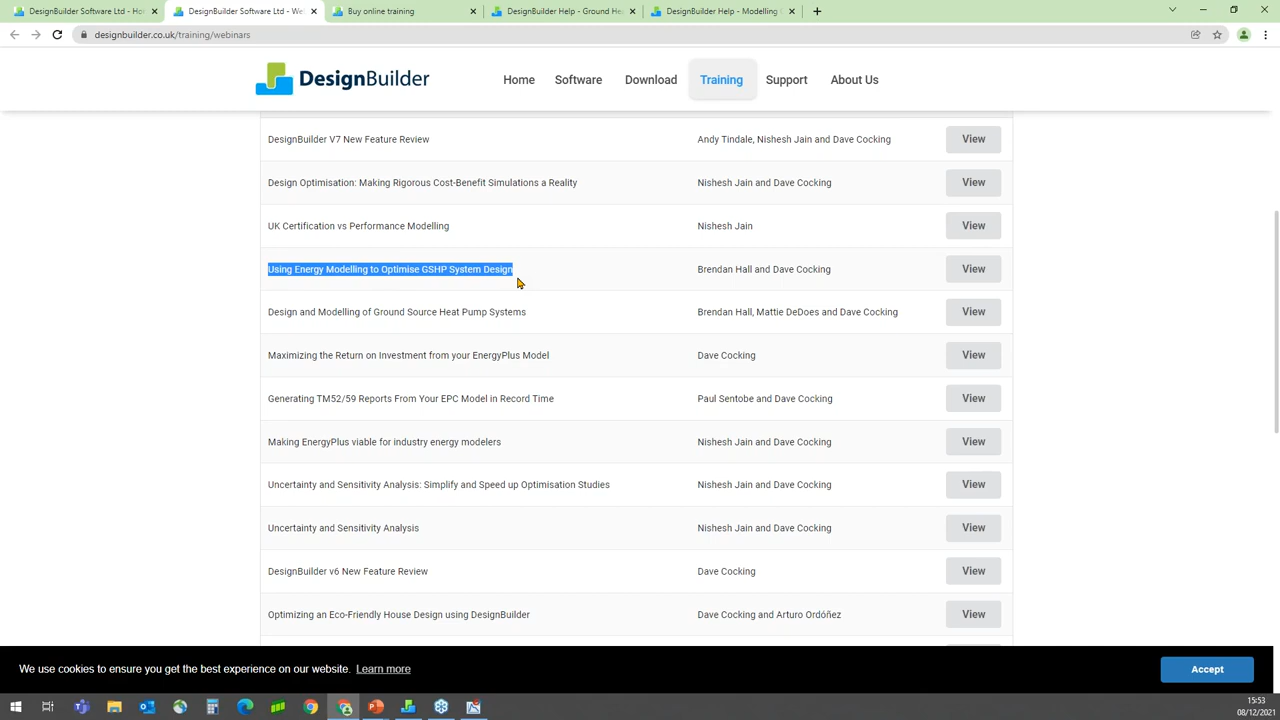 DesignBuilder Software Ltd - Ho
DesignBuilder Software Ltd - We
Buy online training
DesignBuilder Help - Ground He
DesignBuilder Help - Modelling
designbuilder.co.uk/training/webinars
DesignBuilder
Home
Software
Download
Training
Support
About Us
DesignBuilder V7 New Feature Review
Andy Tindale, Nishesh Jain and Dave Cocking
View
Design Optimisation: Making Rigorous Cost-Benefit Simulations a Reality
Nishesh Jain and Dave Cocking
View
UK Certification vs Performance Modelling
Nishesh Jain
View
Using Energy Modelling to Optimise GSHP System Design
Brendan Hall and Dave Cocking
View
Design and Modelling of Ground Source Heat Pump Systems
Brendan Hall, Mattie DeDoes and Dave Cocking
View
Maximizing the Return on Investment from your EnergyPlus Model
Dave Cocking
View
Generating TM52/59 Reports From Your EPC Model in Record Time
Paul Sentobe and Dave Cocking
View
Making EnergyPlus viable for industry energy modelers
Nishesh Jain and Dave Cocking
View
Uncertainty and Sensitivity Analysis: Simplify and Speed up Optimisation Studies
Nishesh Jain and Dave Cocking
View
Uncertainty and Sensitivity Analysis
Nishesh Jain and Dave Cocking
View
DesignBuilder v6 New Feature Review
Dave Cocking
View
Optimizing an Eco-Friendly House Design using DesignBuilder
Dave Cocking and Arturo Ordóñez
View
We use cookies to ensure you get the best experience on our website. Learn more
Accept
15:53
08/12/2021